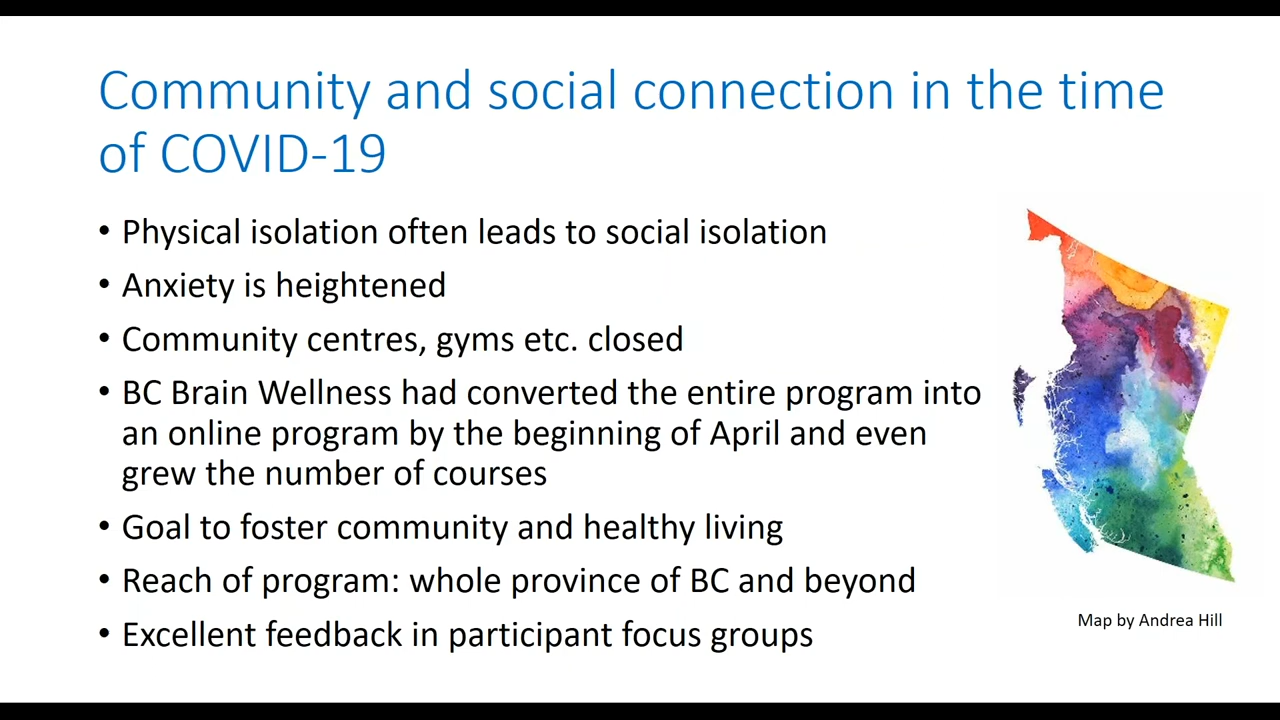 Community and social connection in the time
of COVID-19
• Physical isolation often leads to social isolation
• Anxiety is heightened
• Community centres, gyms etc. closed
• BC Brain Wellness had converted the entire program into
an online program by the beginning of April and even
grew the number of courses
• Goal to foster community and healthy living
• Reach of program: whole province of BC and beyond
• Excellent feedback in participant focus groups
Map by Andrea Hill